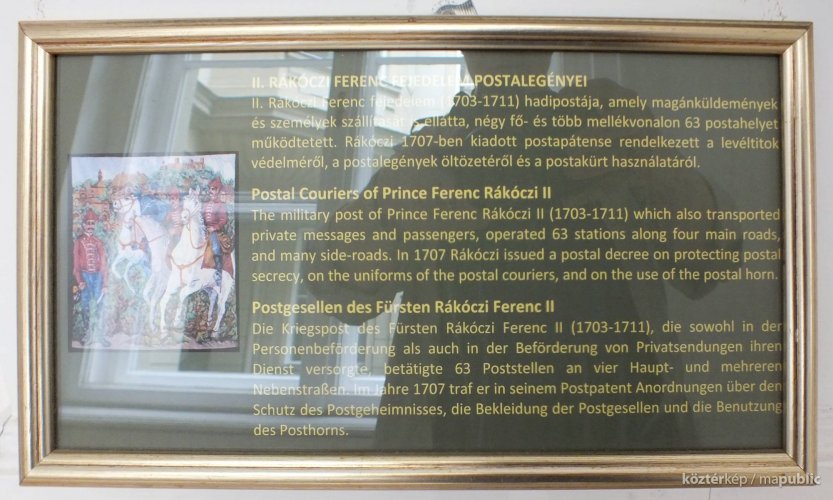 II. RÁKÓCZI FERENC FEJEDELEM POSTALEGÉNYEI
II. Rákóczi Ferenc fejedelem (1703-1711) hadipostája, amely magánküldemények
és személyek szállítását is ellátta, négy fő- és több mellékvonalon 63 postahelyet
működtetett. Rákóczi 1707-ben kiadott postapátense rendelkezett a levéltitok
védelméről, a postalegények öltözetéről és a postakürt használatáról.
Postal Couriers of Prince Ferenc Rákóczi II
The military post of Prince Ferenc Rákóczi II (1703-1711) which also transported
private messages and passengers, operated 63 stations along four main roads,
and many side-roads. In 1707 Rákóczi issued a postal decree on protecting postal
secrecy, on the uniforms of the postal couriers, and on the use of the postal horn.
Postgesellen des Fürsten Rákóczi Ferenc II
Die Kriegspost des Fürsten Rákóczi Ferenc II (1703-1711), die sowohl in der
Personenbeförderung als auch in der Beförderung von Privatsendungen ihren
Dienst versorgte, betätigte 63 Poststellen an vier Haupt- und mehreren
Nebenstraßen. Im Jahre 1707 traf er in seinem Postpatent Anordnungen über den
Schutz des Postgeheimnisses, die Bekleidung der Postgesellen und die Benutzung
des Posthorns.
köztérkép / mapublic